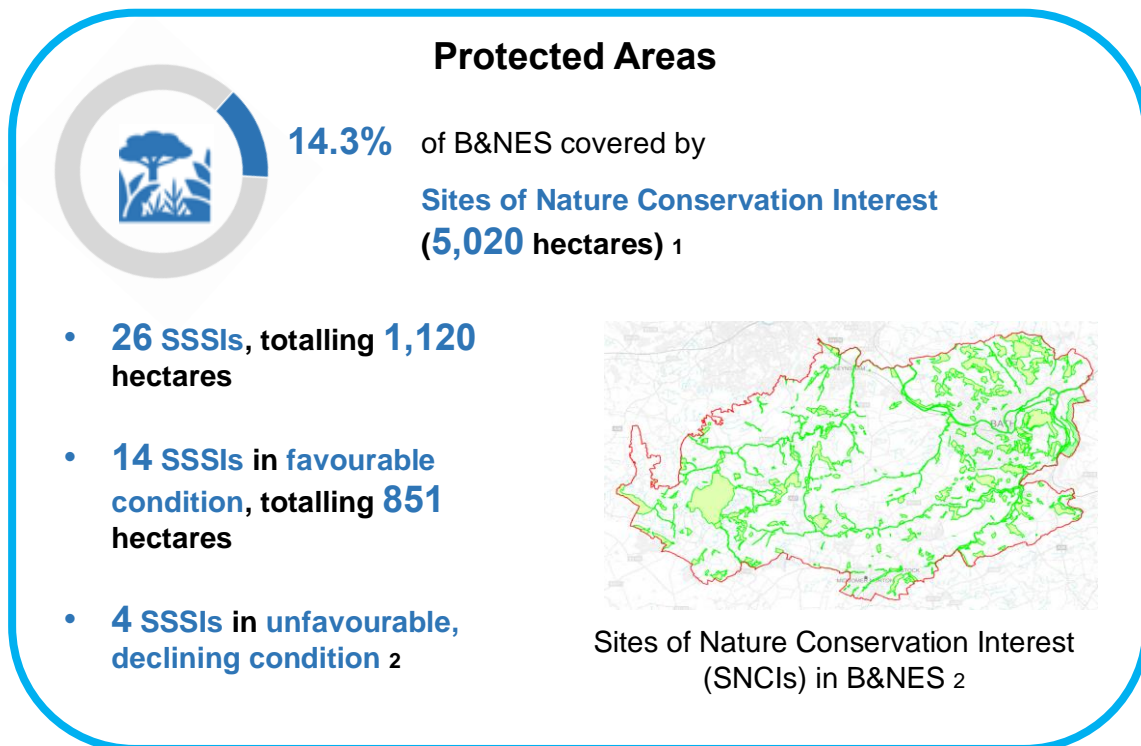 Protected Areas
14.3% of B&NES covered by
Sites of Nature Conservation Interest
(5,020 hectares) 1
• 26 SSSIs, totalling 1,120
hectares
• 14 SSSIs in favourable
condition, totalling 851
hectares
• 4 SSSIs in unfavourable,
declining condition 2
Sites of Nature Conservation Interest
(SNCIs) in B&NES 2